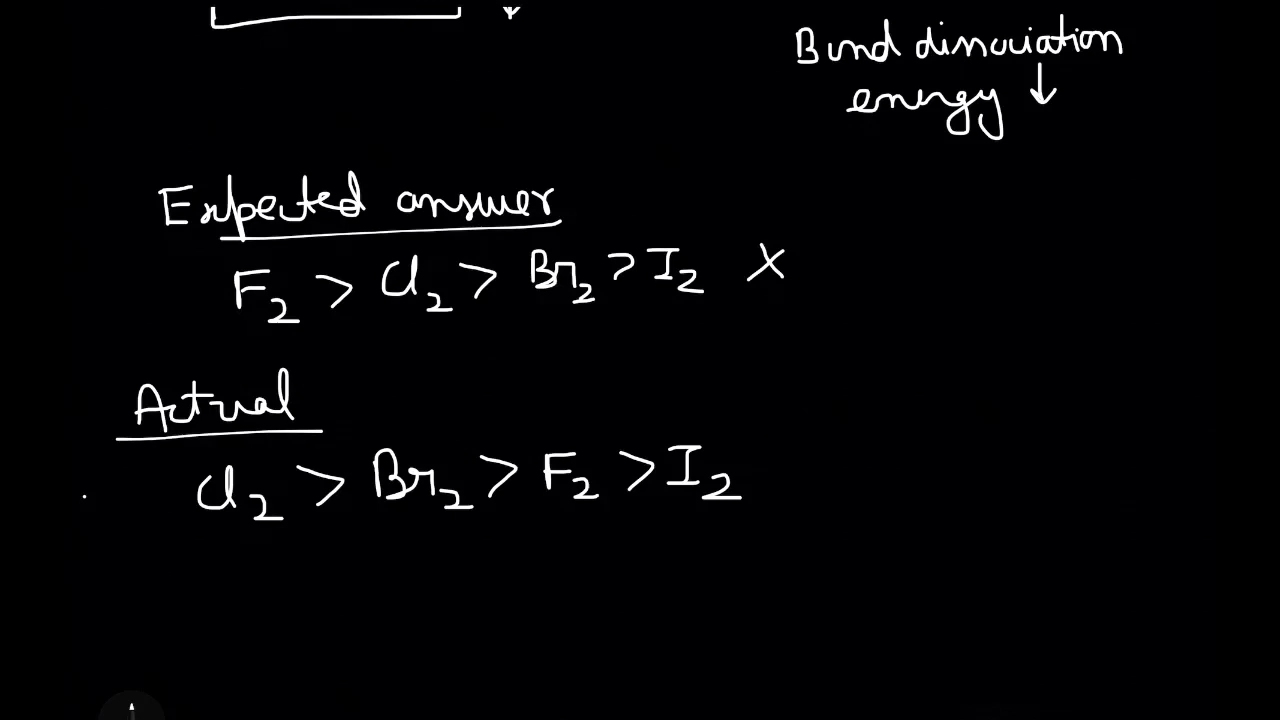 Bond dissociation
energy ↓
Expected answer
F₂ > Cl₂ > Br₂ > I₂ ×
Actual
Cl₂ > Br₂ > F₂ > I₂